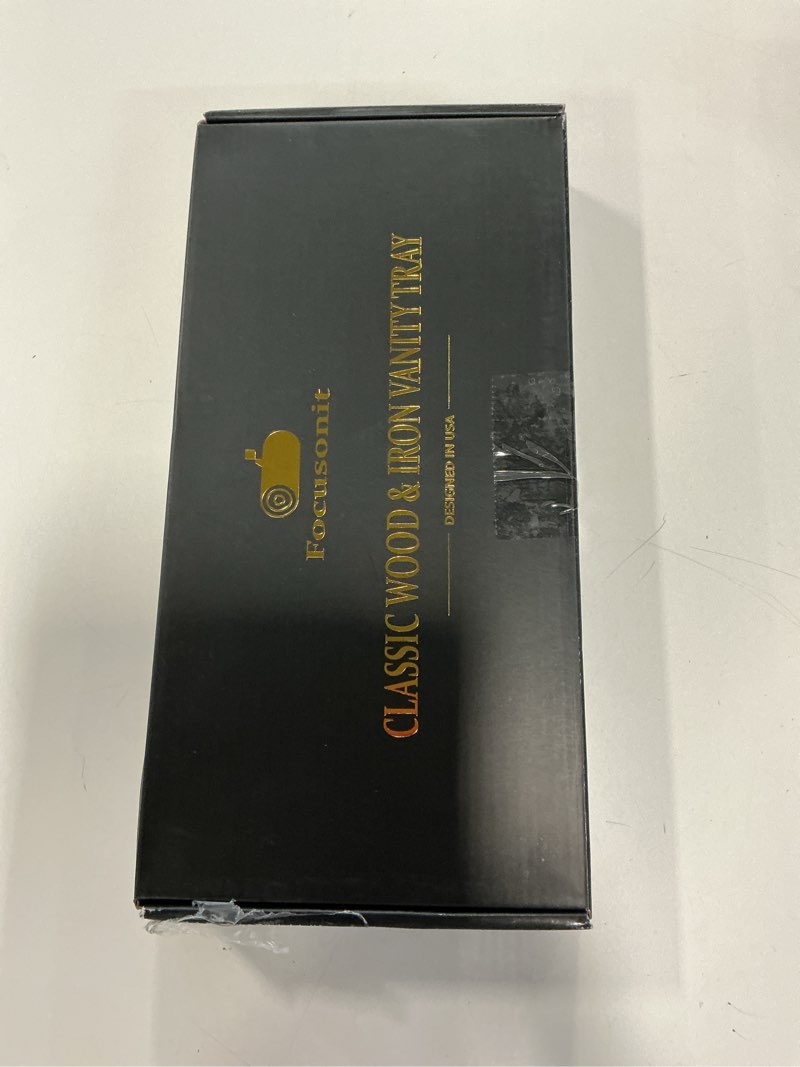 Focusonit
CLASSIC WOOD & IRON VANITY TRAY
DESIGNED IN USA